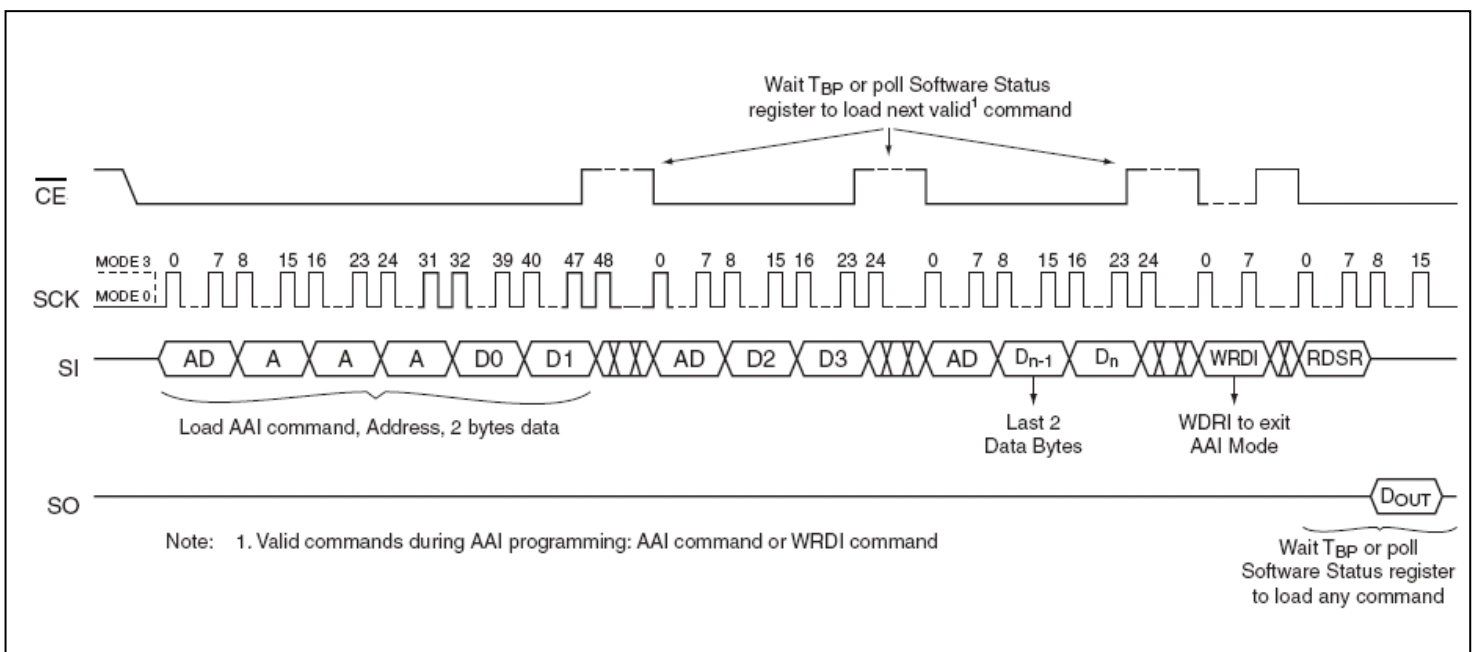 Wait TBP or poll Software Status
register to load next valid1 command
CE
MODE 3 0 7 8 15 16 23 24 31 32 39 40 47 48 0 7 8 15 16 23 24 0 7 8 15 16 23 24 0 7 0 7 8 15
SCK MODE 0
SI AD A A A D0 D1 AD D2 D3 AD Dn-1 Dn WRDI RDSR
Load AAI command, Address, 2 bytes data
Last 2
Data Bytes
WDRI to exit
AAI Mode
SO DOUT
Note: 1. Valid commands during AAI programming: AAI command or WRDI command
Wait TBP or poll
Software Status register
to load any command